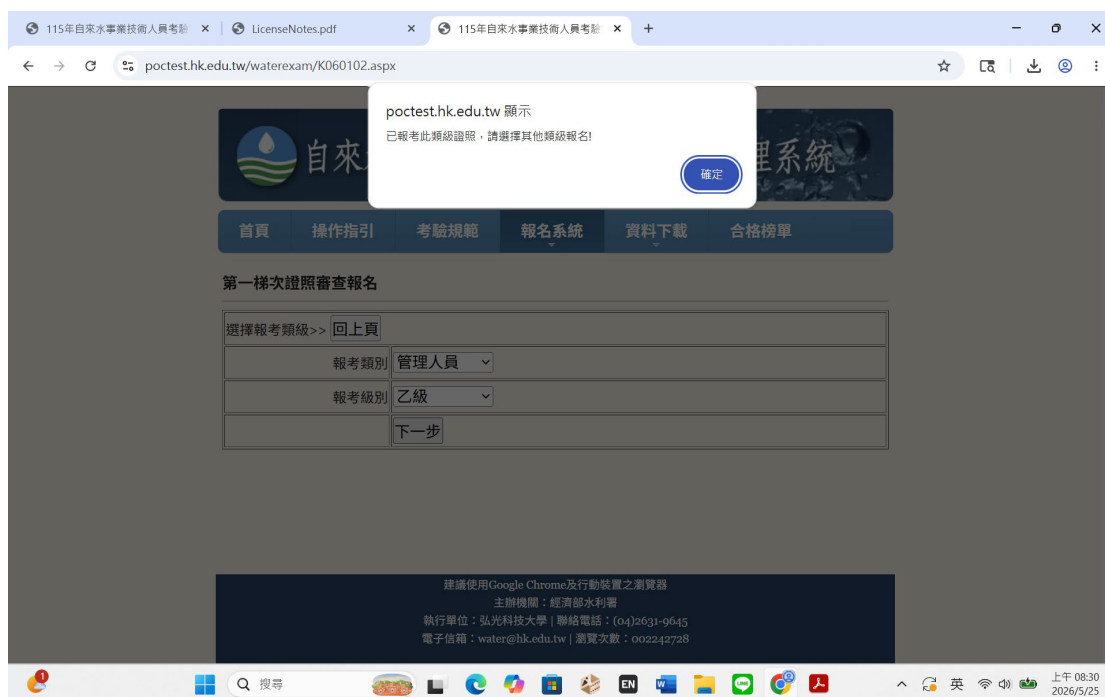 115年自來水事業技術人員考驗
LicenseNotes.pdf
115年自來水事業技術人員考驗
poctest.hk.edu.tw/waterexam/K060102.aspx
poctest.hk.edu.tw 顯示
已報考此類級證照，請選擇其他類級報名!
確定
自來
理系統
首頁
操作指引
考驗規範
報名系統
資料下載
合格榜單
第一梯次證照審查報名
選擇報考類級>> 回上頁
報考類別 管理人員
報考級別 乙級
下一步
建議使用Google Chrome及行動裝置之瀏覽器
主辦機關：經濟部水利署
執行單位：弘光科技大學 | 聯絡電話：(04)2631-9645
電子信箱：water@hk.edu.tw | 瀏覽次數：002242728
1
搜尋
EN
英
上午 08:30
2026/5/25